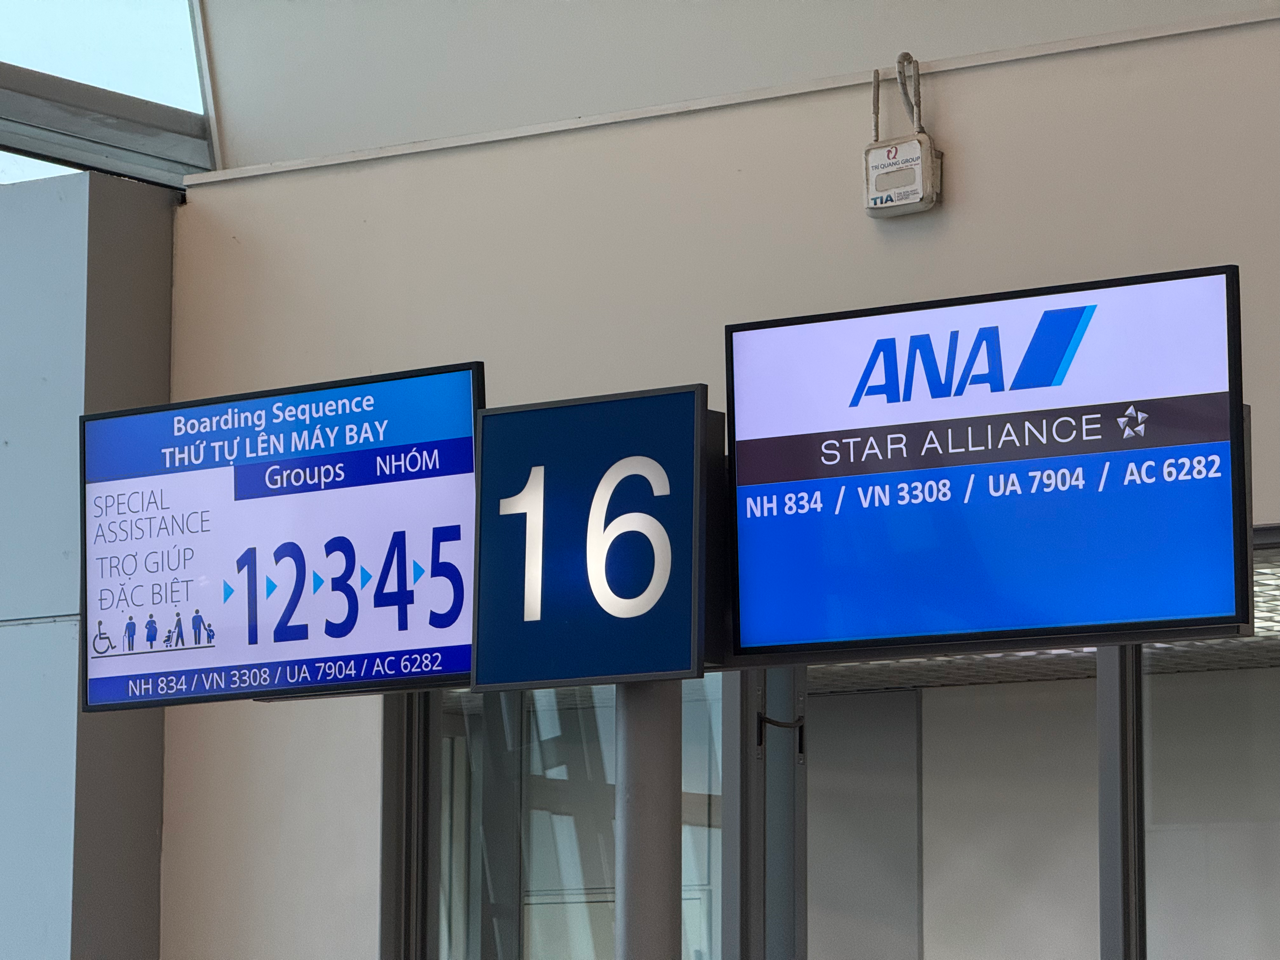 TRÍ QUANG GROUP
TIA
Boarding Sequence
THỨ TỰ LÊN MÁY BAY
Groups NHÓM
SPECIAL
ASSISTANCE
TRỢ GIÚP
ĐẶC BIỆT
1 2 3 4 5
NH 834 / VN 3308 / UA 7904 / AC 6282
16
ANA
STAR ALLIANCE
NH 834 / VN 3308 / UA 7904 / AC 6282